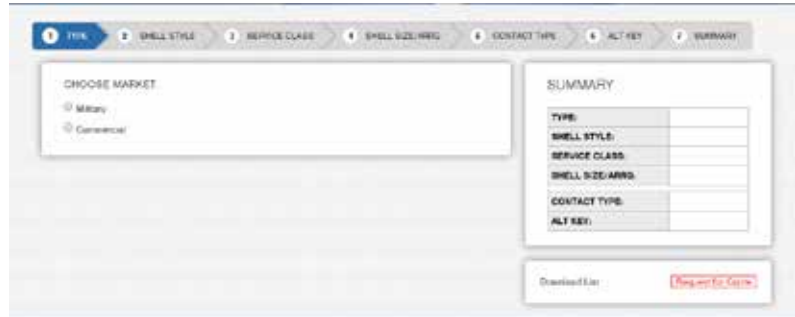 1 TYPE 2 SHELL STYLE 3 SERVICE CLASS 4 SHELL SIZE/ARRG 5 CONTACT TYPE 6 ALT KEY 7 SUMMARY
CHOOSE MARKET
Military
Commercial
SUMMARY
TYPE:
SHELL STYLE:
SERVICE CLASS:
SHELL SIZE/ARRG:
CONTACT TYPE:
ALT KEY:
Download List
Request for Quote